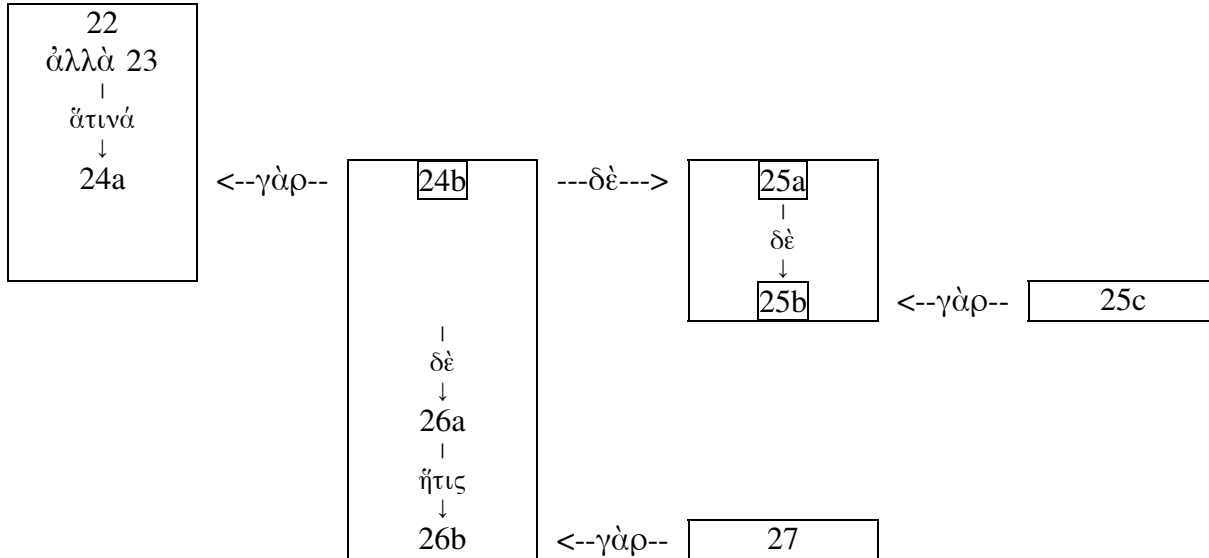 22
ἀλλὰ 23
ἅτινά
24a <--γὰρ-- 24b ---δὲ---> 25a
δὲ
25b <--γὰρ-- 25c
δὲ
26a
ἥτις
26b <--γὰρ-- 27